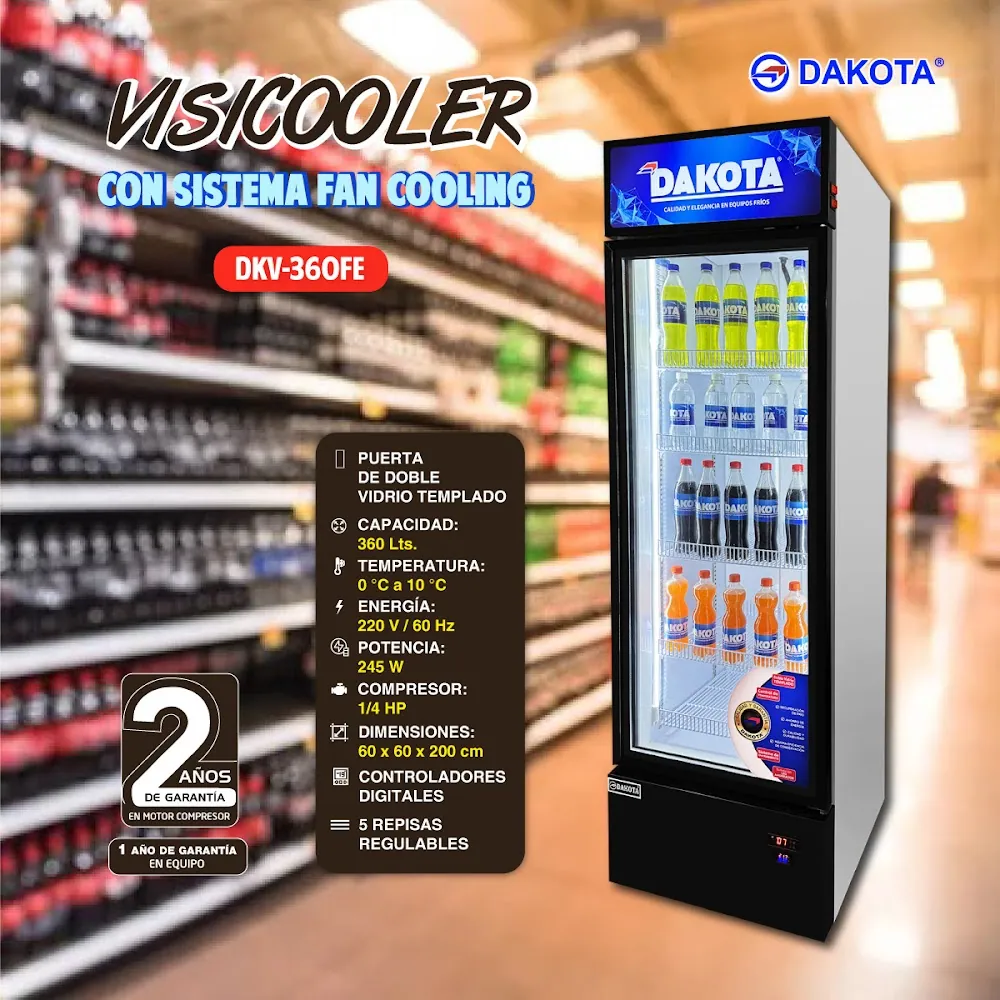 VISICOOLER
CON SISTEMA FAN COOLING
DKV-360FE
DAKOTA®
DAKOTA®
CALIDAD Y ELEGANCIA EN EQUIPOS FRÍOS
PUERTA
DE DOBLE
VIDRIO TEMPLADO
CAPACIDAD:
360 Lts.
TEMPERATURA:
0 °C a 10 °C
ENERGÍA:
220 V / 60 Hz
POTENCIA:
245 W
COMPRESOR:
1/4 HP
DIMENSIONES:
60 x 60 x 200 cm
CONTROLADORES
DIGITALES
5 REPISAS
REGULABLES
2 AÑOS
DE GARANTÍA
EN MOTOR COMPRESOR
1 AÑO DE GARANTÍA
EN EQUIPO
DAKOTA
DAKOTA
07